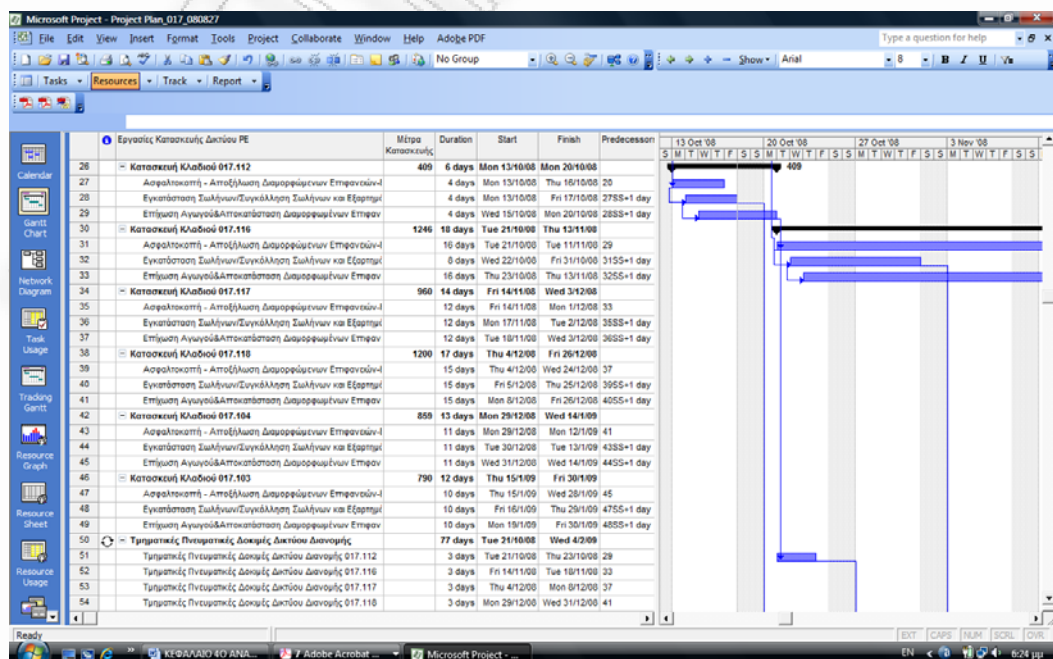 Microsoft Project - Project Plan_017_080827
File Edit View Insert Format Tools Project Collaborate Window Help Adobe PDF Type a question for help
No Group Show Arial 8 B I U
Tasks Resources Track Report
Εργασίες Κατασκευής Δικτύου PE Μέτρα Κατασκευής Duration Start Finish Predecessors
13 Oct '08 20 Oct '08 27 Oct '08 3 Nov '08
S M T W T F S S M T W T F S S M T W T F S S M T W T F S S
26 Κατασκευή Κλαδιού 017.112 409 6 days Mon 13/10/08 Mon 20/10/08 409
27 Ασφαλτοκοπή - Αποξήλωση Διαμορφώμενων Επιφανειών- 4 days Mon 13/10/08 Thu 16/10/08 20
28 Εγκατάσταση Σωλήνων/Συγκόλληση Σωλήνων και Εξαρτημ 4 days Mon 13/10/08 Fri 17/10/08 27SS+1 day
29 Επίχωση Αγωγού&Αποκατάσταση Διαμορφωμένων Επιφαν 4 days Wed 15/10/08 Mon 20/10/08 28SS+1 day
30 Κατασκευή Κλαδιού 017.116 1246 18 days Tue 21/10/08 Thu 13/11/08
31 Ασφαλτοκοπή - Αποξήλωση Διαμορφώμενων Επιφανειών- 16 days Tue 21/10/08 Tue 11/11/08 29
32 Εγκατάσταση Σωλήνων/Συγκόλληση Σωλήνων και Εξαρτημ 8 days Wed 22/10/08 Fri 31/10/08 31SS+1 day
33 Επίχωση Αγωγού&Αποκατάσταση Διαμορφωμένων Επιφαν 16 days Thu 23/10/08 Thu 13/11/08 32SS+1 day
34 Κατασκευή Κλαδιού 017.117 960 14 days Fri 14/11/08 Wed 3/12/08
35 Ασφαλτοκοπή - Αποξήλωση Διαμορφώμενων Επιφανειών- 12 days Fri 14/11/08 Mon 1/12/08 33
36 Εγκατάσταση Σωλήνων/Συγκόλληση Σωλήνων και Εξαρτημ 12 days Mon 17/11/08 Tue 2/12/08 35SS+1 day
37 Επίχωση Αγωγού&Αποκατάσταση Διαμορφωμένων Επιφαν 12 days Tue 18/11/08 Wed 3/12/08 36SS+1 day
38 Κατασκευή Κλαδιού 017.118 1200 17 days Thu 4/12/08 Fri 26/12/08
39 Ασφαλτοκοπή - Αποξήλωση Διαμορφώμενων Επιφανειών- 15 days Thu 4/12/08 Wed 24/12/08 37
40 Εγκατάσταση Σωλήνων/Συγκόλληση Σωλήνων και Εξαρτημ 15 days Fri 5/12/08 Thu 25/12/08 39SS+1 day
41 Επίχωση Αγωγού&Αποκατάσταση Διαμορφωμένων Επιφαν 15 days Mon 8/12/08 Fri 26/12/08 40SS+1 day
42 Κατασκευή Κλαδιού 017.104 859 13 days Mon 29/12/08 Wed 14/1/09
43 Ασφαλτοκοπή - Αποξήλωση Διαμορφώμενων Επιφανειών- 11 days Mon 29/12/08 Mon 12/1/09 41
44 Εγκατάσταση Σωλήνων/Συγκόλληση Σωλήνων και Εξαρτημ 11 days Tue 30/12/08 Tue 13/1/09 43SS+1 day
45 Επίχωση Αγωγού&Αποκατάσταση Διαμορφωμένων Επιφαν 11 days Wed 31/12/08 Wed 14/1/09 44SS+1 day
46 Κατασκευή Κλαδιού 017.103 790 12 days Thu 15/1/09 Fri 30/1/09
47 Ασφαλτοκοπή - Αποξήλωση Διαμορφώμενων Επιφανειών- 10 days Thu 15/1/09 Wed 28/1/09 45
48 Εγκατάσταση Σωλήνων/Συγκόλληση Σωλήνων και Εξαρτημ 10 days Fri 16/1/09 Thu 29/1/09 47SS+1 day
49 Επίχωση Αγωγού&Αποκατάσταση Διαμορφωμένων Επιφαν 10 days Mon 19/1/09 Fri 30/1/09 48SS+1 day
50 Τμηματικές Πνευματικές Δοκιμές Δικτύου Διανομής 77 days Tue 21/10/08 Wed 4/2/09
51 Τμηματικές Πνευματικές Δοκιμές Δικτύου Διανομής 017.112 3 days Tue 21/10/08 Thu 23/10/08 29
52 Τμηματικές Πνευματικές Δοκιμές Δικτύου Διανομής 017.116 3 days Fri 14/11/08 Tue 18/11/08 33
53 Τμηματικές Πνευματικές Δοκιμές Δικτύου Διανομής 017.117 3 days Thu 4/12/08 Mon 8/12/08 37
54 Τμηματικές Πνευματικές Δοκιμές Δικτύου Διανομής 017.118 3 days Mon 29/12/08 Wed 31/12/08 41
Calendar
Gantt Chart
Network Diagram
Task Usage
Tracking Gantt
Resource Graph
Resource Sheet
Resource Usage
Ready EXT CAPS NUM SCRL OVR
ΚΕΦΑΛΑΙΟ 4Ο ΑΝΑ... 7 Adobe Acrobat ... Microsoft Project - ... EN 6:24 μμ